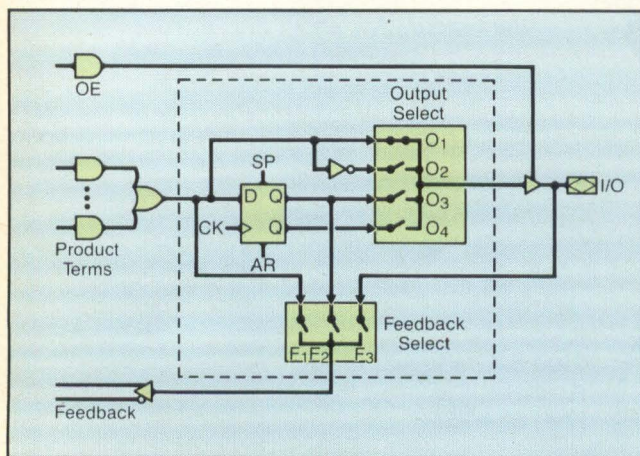 OE
Output
Select
SP
O1
O2
D Q
O3
I/O
CK
Q
O4
Product
Terms
AR
Feedback
Select
F1 F2 F3
Feedback